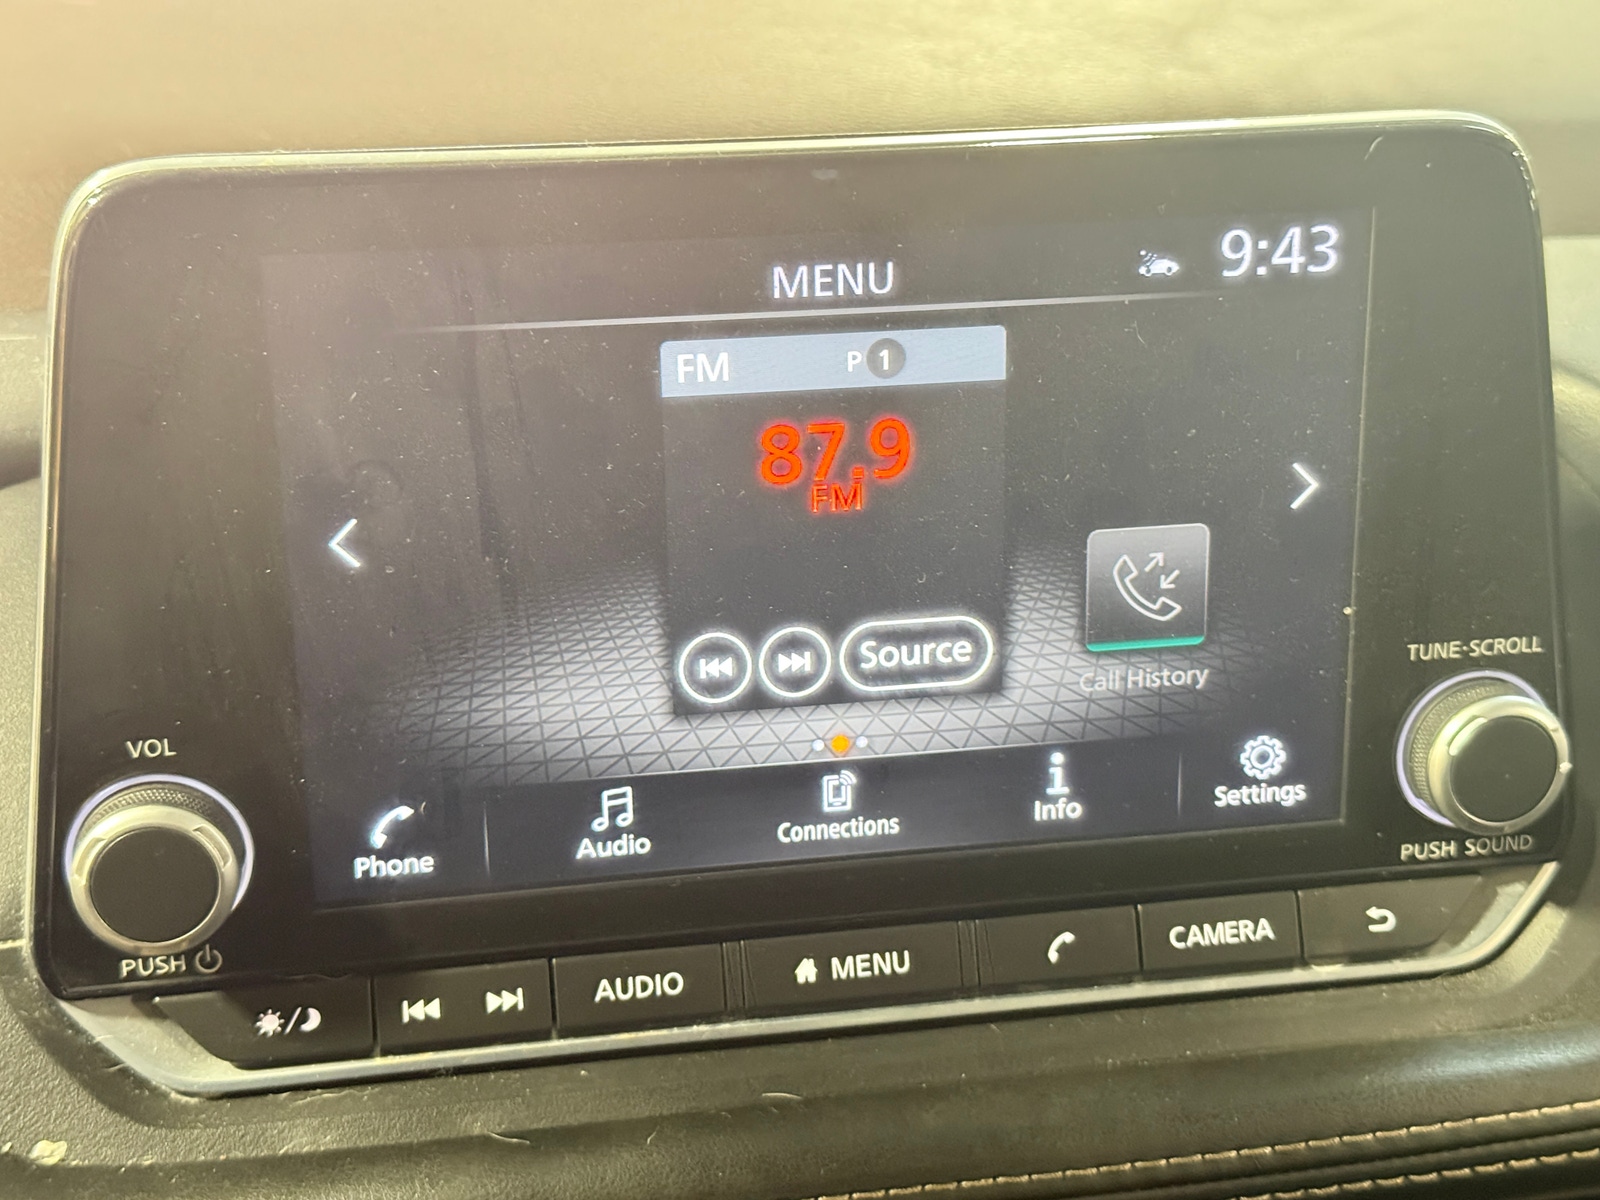 MENU
9:43
FM P 1
87.9
FM
Source
Call History
Phone
Audio
Connections
Info
Settings
VOL
PUSH
TUNE·SCROLL
PUSH SOUND
AUDIO
MENU
CAMERA